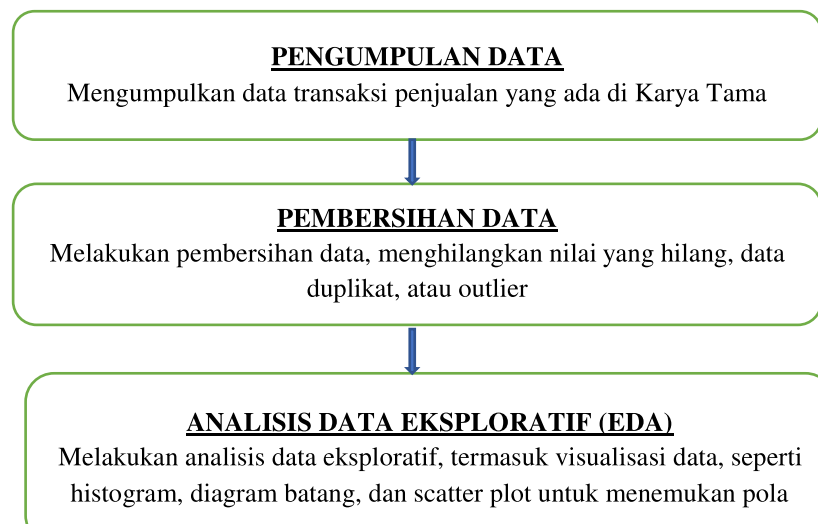 PENGUMPULAN DATA
Mengumpulkan data transaksi penjualan yang ada di Karya Tama
PEMBERSIHAN DATA
Melakukan pembersihan data, menghilangkan nilai yang hilang, data
duplikat, atau outlier
ANALISIS DATA EKSPLORATIF (EDA)
Melakukan analisis data eksploratif, termasuk visualisasi data, seperti
histogram, diagram batang, dan scatter plot untuk menemukan pola